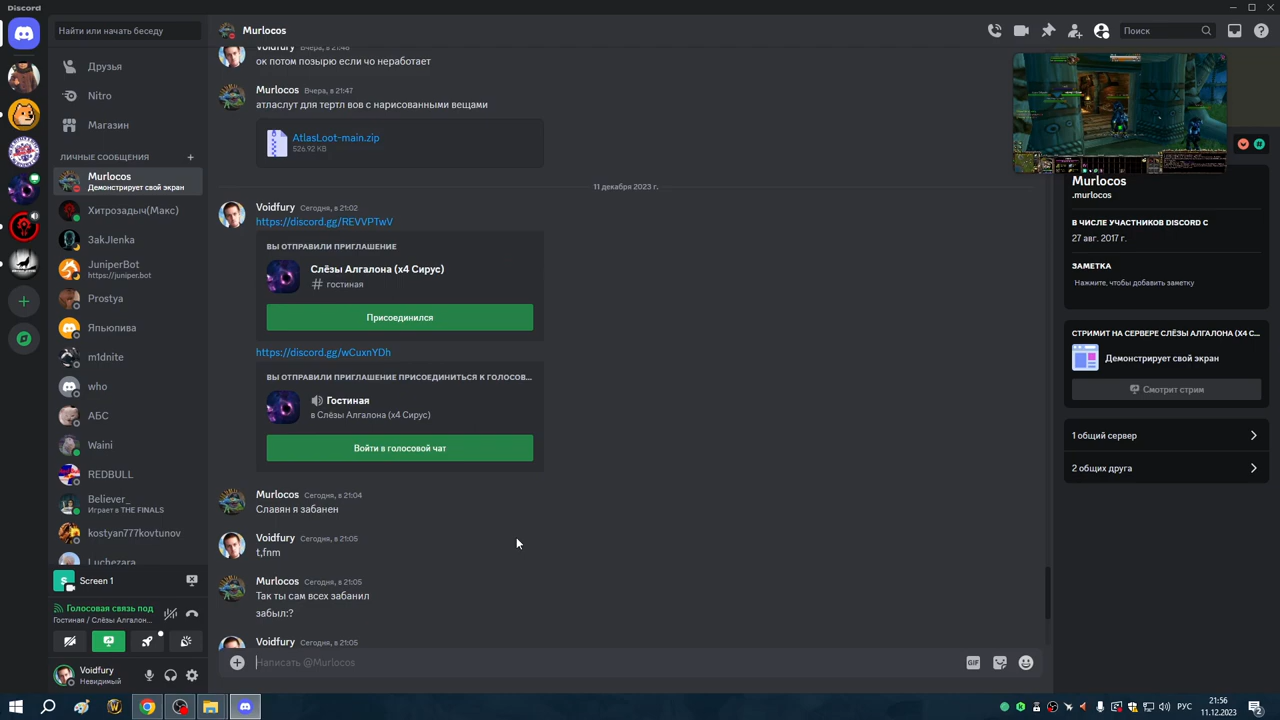 Discord
Найти или начать беседу
Murlocos
Поиск
Друзья
Nitro
Магазин
ЛИЧНЫЕ СООБЩЕНИЯ
Murlocos
Демонстрирует свой экран
Хитрозадыч(Макс)
ЗakJIenka
JuniperBot
https://juniper.bot
Prostya
Япьюпива
m1dnite
who
АБС
Waini
REDBULL
Believer_
Играет в THE FINALS
kostyan777kovtunov
Luchezara
Screen 1
Голосовая связь под
Гостиная / Слёзы Алгалон...
Voidfury
Невидимый
Voidfury Вчера, в 21:46
ок потом позырю если чо неработает
Murlocos Вчера, в 21:47
атласлут для тертл вов с нарисованными вещами
AtlasLoot-main.zip
526.92 KB
11 декабря 2023 г.
Voidfury Сегодня, в 21:02
https://discord.gg/REVVPTwV
ВЫ ОТПРАВИЛИ ПРИГЛАШЕНИЕ
Слёзы Алгалона (x4 Сирус)
гостиная
Присоединился
https://discord.gg/wCuxnYDh
ВЫ ОТПРАВИЛИ ПРИГЛАШЕНИЕ ПРИСОЕДИНИТЬСЯ К ГОЛОСОВ...
Гостиная
в Слёзы Алгалона (x4 Сирус)
Войти в голосовой чат
Murlocos Сегодня, в 21:04
Славян я забанен
Voidfury Сегодня, в 21:05
t,fnm
Murlocos Сегодня, в 21:05
Так ты сам всех забанил
забыл:?
Voidfury Сегодня, в 21:05
Написать @Murlocos
GIF
Murlocos
.murlocos
В ЧИСЛЕ УЧАСТНИКОВ DISCORD С
27 авг. 2017 г.
ЗАМЕТКА
Нажмите, чтобы добавить заметку
СТРИМИТ НА СЕРВЕРЕ СЛЁЗЫ АЛГАЛОНА (X4 С...
Демонстрирует свой экран
Смотрит стрим
1 общий сервер
2 общих друга
РУС
21:56
11.12.2023
2